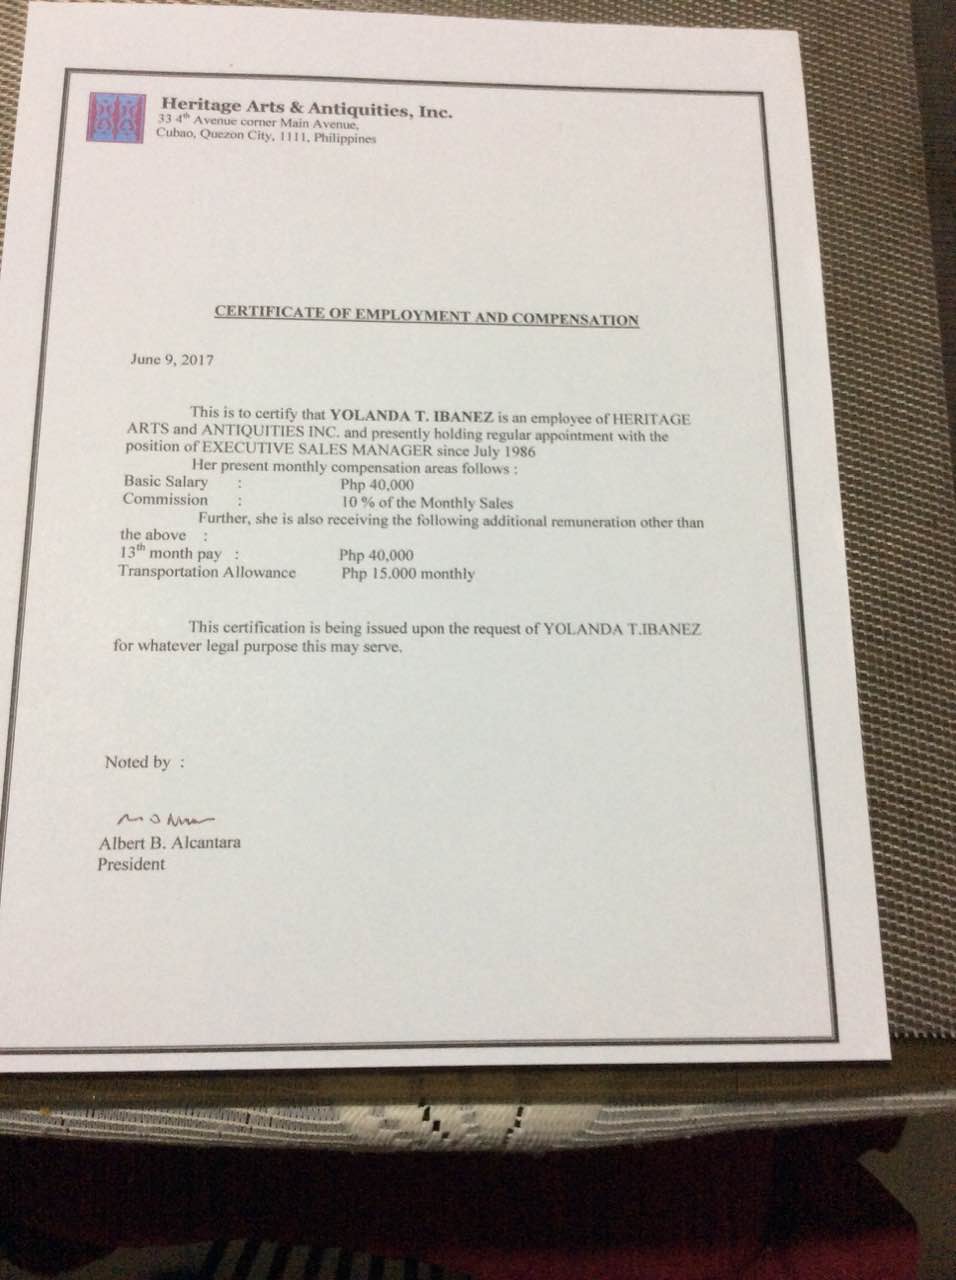 Heritage Arts & Antiquities, Inc.
33 4th Avenue corner Main Avenue,
Cubao, Quezon City, 1111, Philippines
CERTIFICATE OF EMPLOYMENT AND COMPENSATION
June 9, 2017
This is to certify that YOLANDA T. IBANEZ is an employee of HERITAGE
ARTS and ANTIQUITIES INC. and presently holding regular appointment with the
position of EXECUTIVE SALES MANAGER since July 1986
Her present monthly compensation areas follows :
Basic Salary : Php 40,000
Commission : 10 % of the Monthly Sales
Further, she is also receiving the following additional remuneration other than
the above :
13th month pay : Php 40,000
Transportation Allowance Php 15.000 monthly
This certification is being issued upon the request of YOLANDA T.IBANEZ
for whatever legal purpose this may serve.
Noted by :
Albert B. Alcantara
President